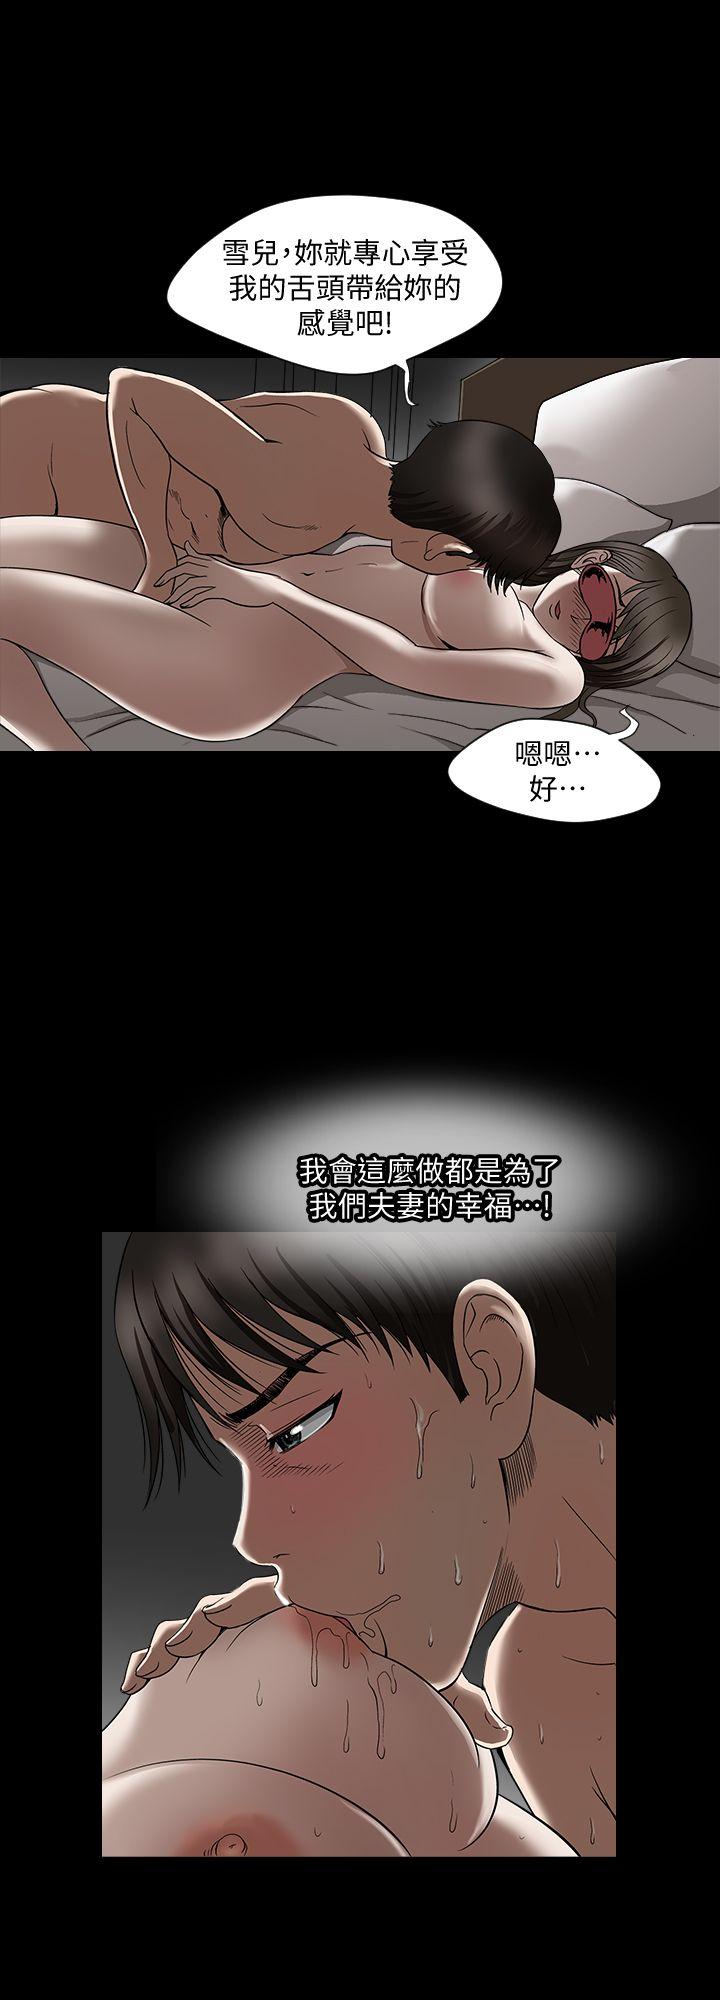 雪兒,妳就專心享受
我的舌頭帶給妳的
感覺吧!
嗯嗯…
好…
我會這麼做都是為了
我們夫妻的幸福…!